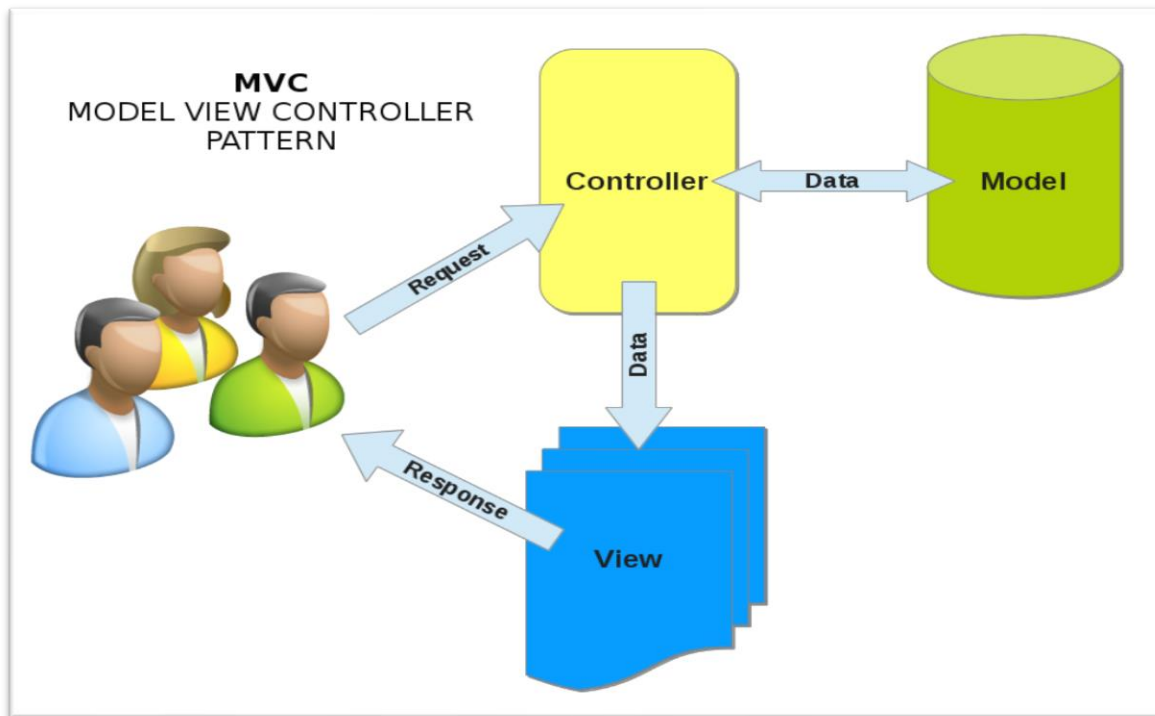 MVC
MODEL VIEW CONTROLLER
PATTERN
Controller
Data
Model
Request
Data
Response
View